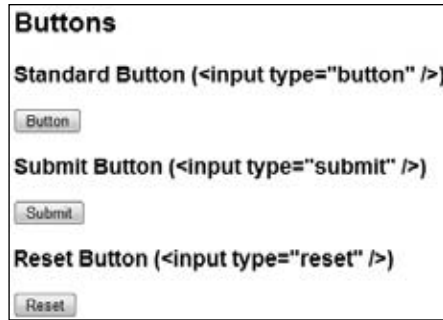 Buttons
Standard Button (<input type="button" />)
Button
Submit Button (<input type="submit" />)
Submit
Reset Button (<input type="reset" />)
Reset